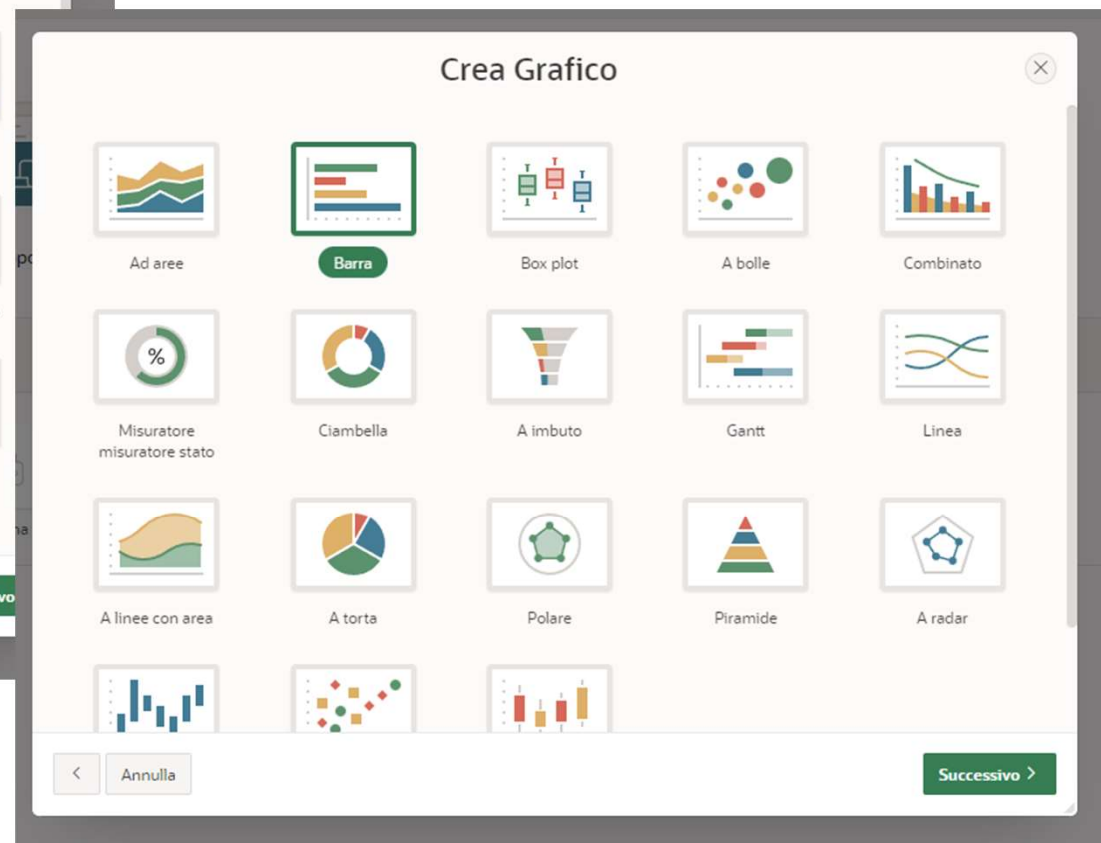 Crea Grafico
Ad aree
Barra
Box plot
A bolle
Combinato
%
Misuratore
misuratore stato
Ciambella
A imbuto
Gantt
Linea
A linee con area
A torta
Polare
Piramide
A radar
Annulla
Successivo